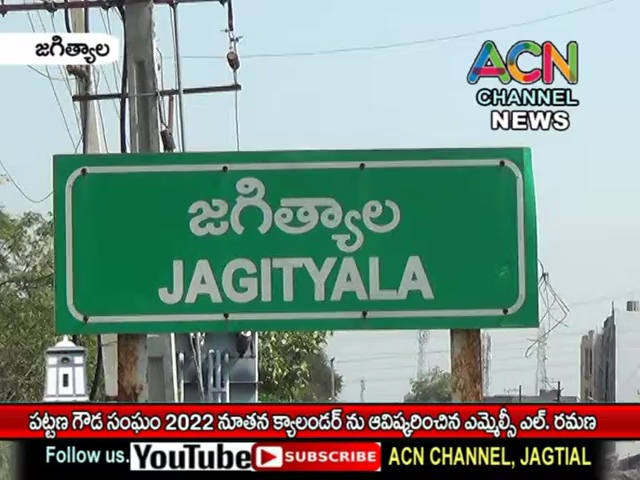 జగిత్యాల
ACN
CHANNEL
NEWS
జగిత్యాల
JAGITYALA
పట్టణ గౌడ సంఘం 2022 నూతన క్యాలండర్ ను ఆవిష్కరించిన ఎమ్మెల్సీ ఎల్. రమణ
Follow us. YouTube SUBSCRIBE ACN CHANNEL, JAGTIAL